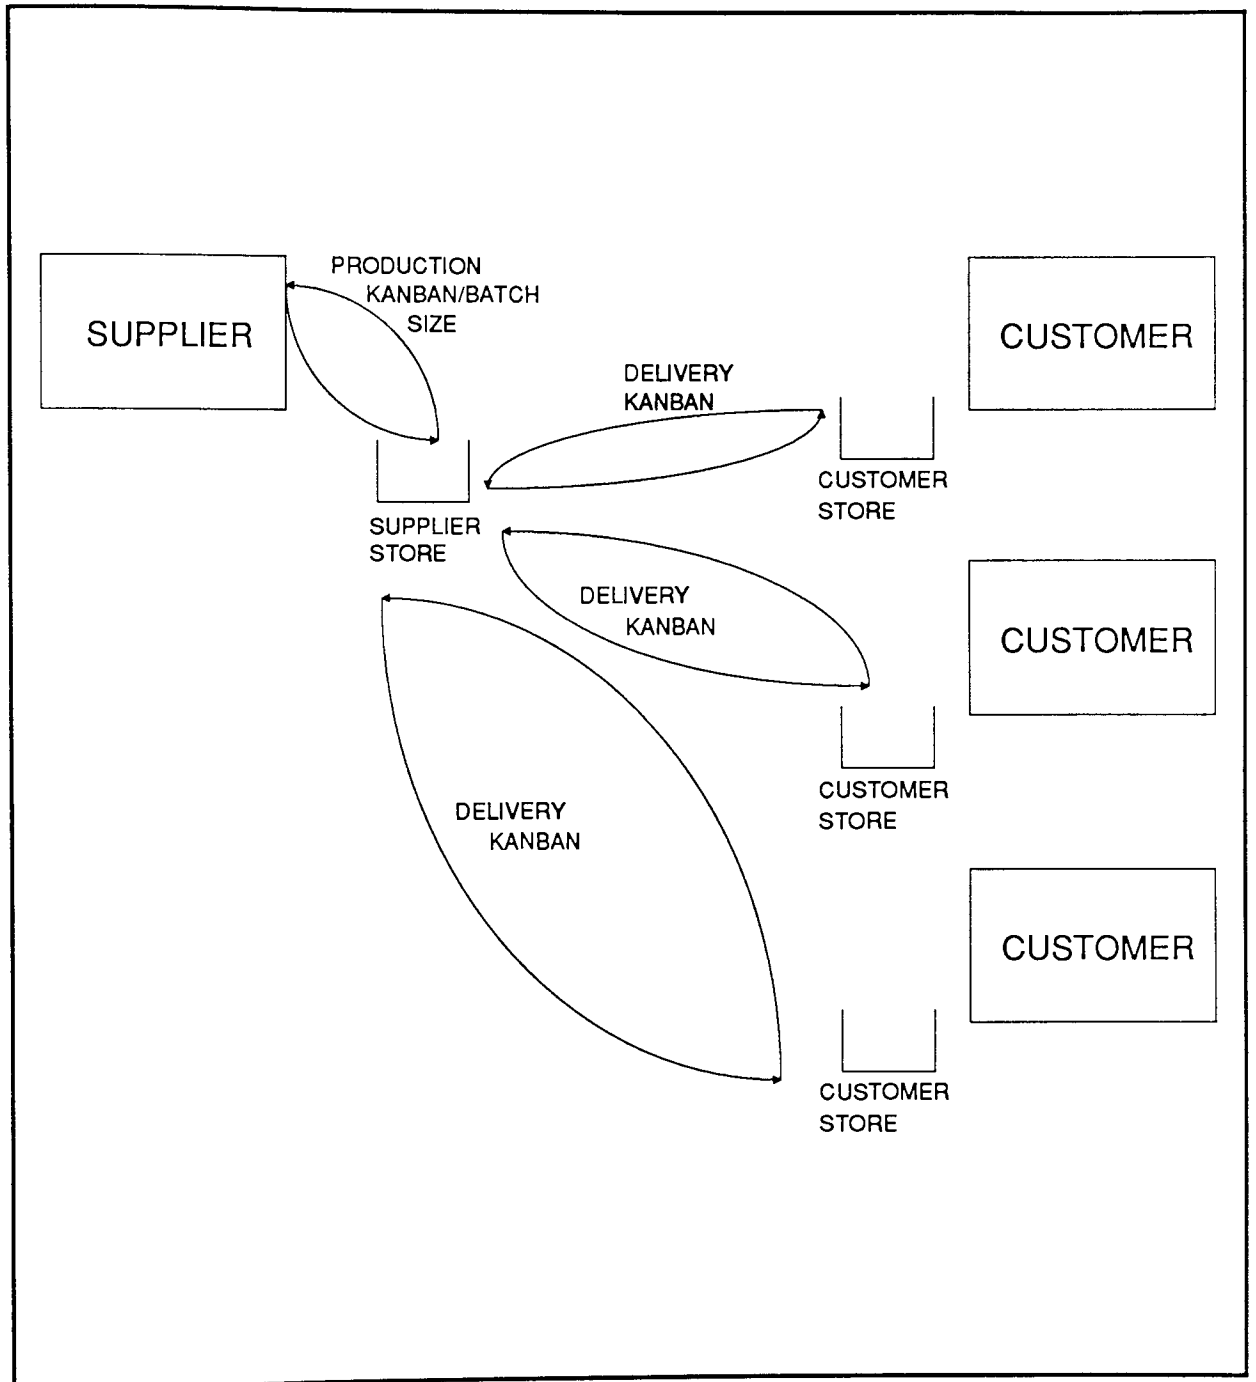 PRODUCTION
KANBAN/BATCH
SIZE
SUPPLIER
CUSTOMER
DELIVERY
KANBAN
CUSTOMER
STORE
SUPPLIER
STORE
DELIVERY
KANBAN
CUSTOMER
CUSTOMER
STORE
DELIVERY
KANBAN
CUSTOMER
CUSTOMER
STORE